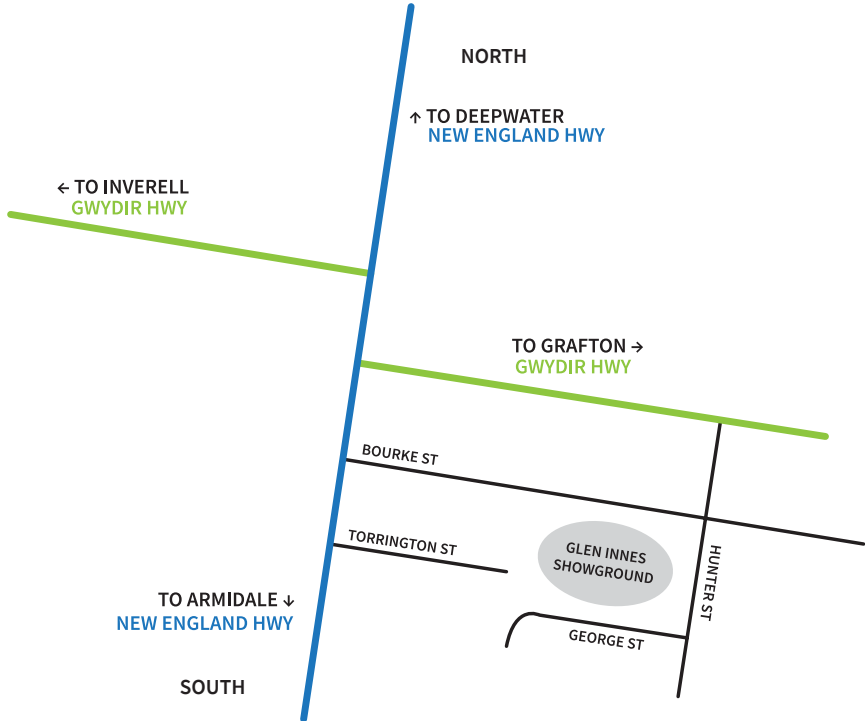 NORTH
↑ TO DEEPWATER
NEW ENGLAND HWY
← TO INVERELL
GWYDIR HWY
TO GRAFTON →
GWYDIR HWY
BOURKE ST
TORRINGTON ST
GLEN INNES
SHOWGROUND
HUNTER ST
TO ARMIDALE ↓
NEW ENGLAND HWY
GEORGE ST
SOUTH